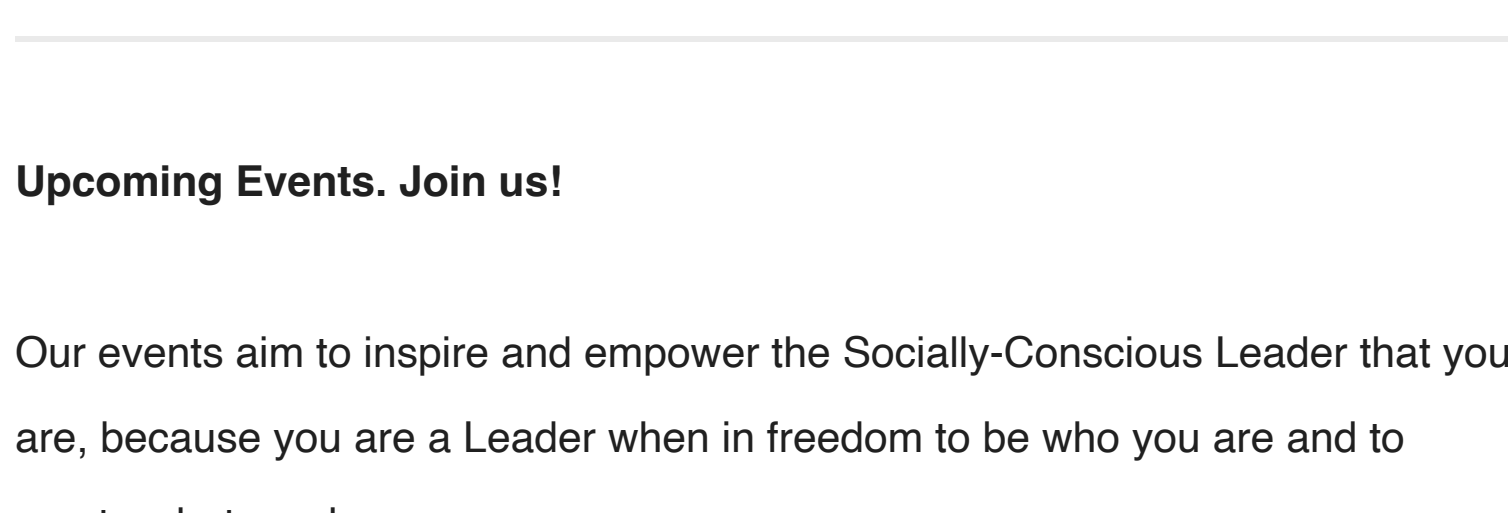 Upcoming Events. Join us!
Our events aim to inspire and empower the Socially-Conscious Leader that you
are, because you are a Leader when in freedom to be who you are and to